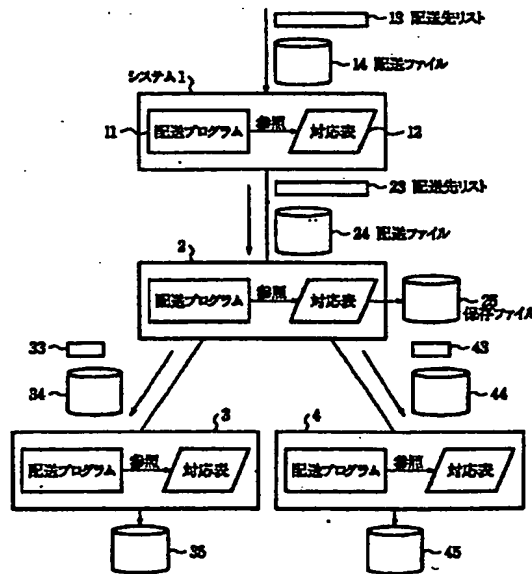 13 配送先リスト
14 配送ファイル
システム1
11
配送プログラム
参照
対応表
12
23 配送先リスト
24 配送ファイル
2
配送プログラム
参照
対応表
25
保存ファイル
33
43
34
44
3
4
配送プログラム
参照
対応表
配送プログラム
参照
対応表
35
45